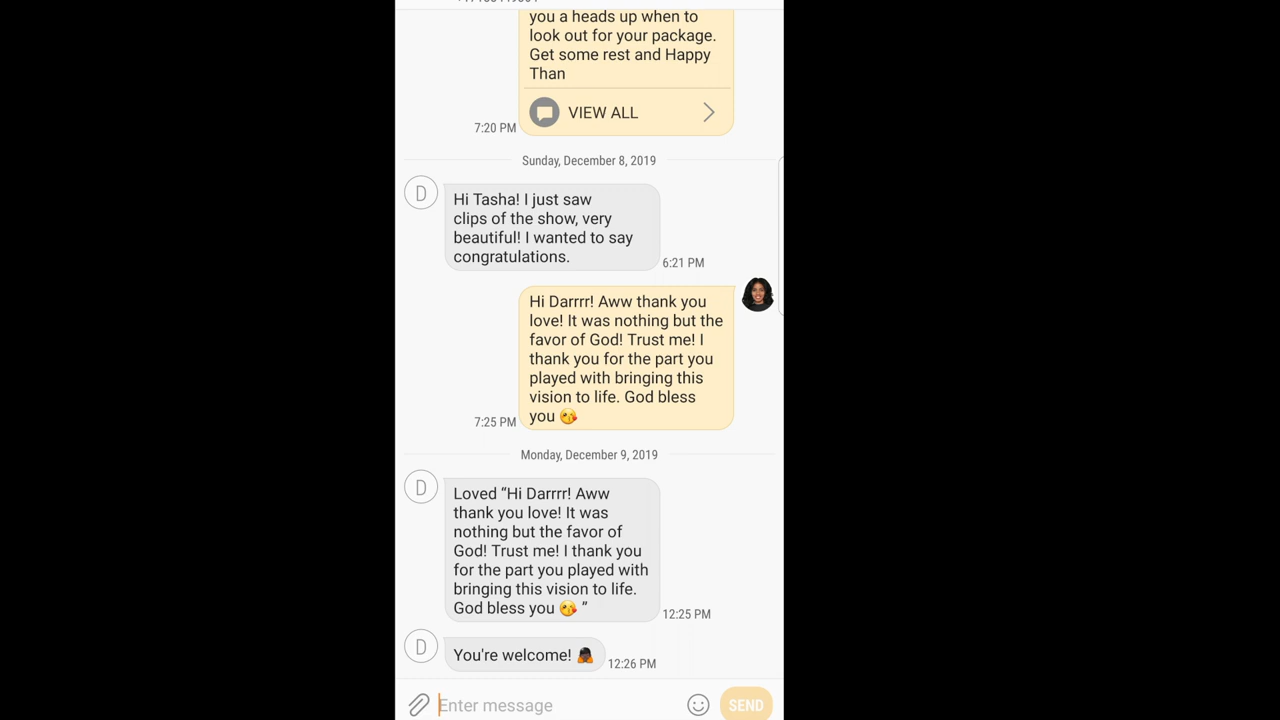 you a heads up when to
look out for your package.
Get some rest and Happy
Than
VIEW ALL
7:20 PM
Sunday, December 8, 2019
D
Hi Tasha! I just saw
clips of the show, very
beautiful! I wanted to say
congratulations.
6:21 PM
Hi Darrrr! Aww thank you
love! It was nothing but the
favor of God! Trust me! I
thank you for the part you
played with bringing this
vision to life. God bless
you 😘
7:25 PM
Monday, December 9, 2019
D
Loved “Hi Darrrr! Aww
thank you love! It was
nothing but the favor of
God! Trust me! I thank you
for the part you played with
bringing this vision to life.
God bless you 😘 ”
12:25 PM
D
You're welcome! 🙇🏿‍♀️
12:26 PM
Enter message
SEND